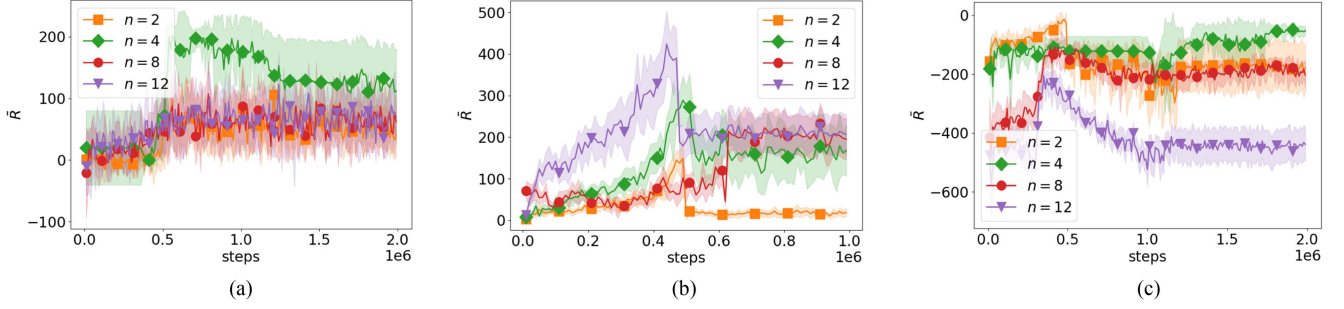 200
100
0
−100
R̄
n = 2
n = 4
n = 8
n = 12
0.0 0.5 1.0 1.5 2.0
steps 1e6
(a)
500
400
300
200
100
0
R̄
n = 2
n = 4
n = 8
n = 12
0.0 0.2 0.4 0.6 0.8 1.0
steps 1e6
(b)
0
−200
−400
−600
R̄
n = 2
n = 4
n = 8
n = 12
0.0 0.5 1.0 1.5 2.0
steps 1e6
(c)